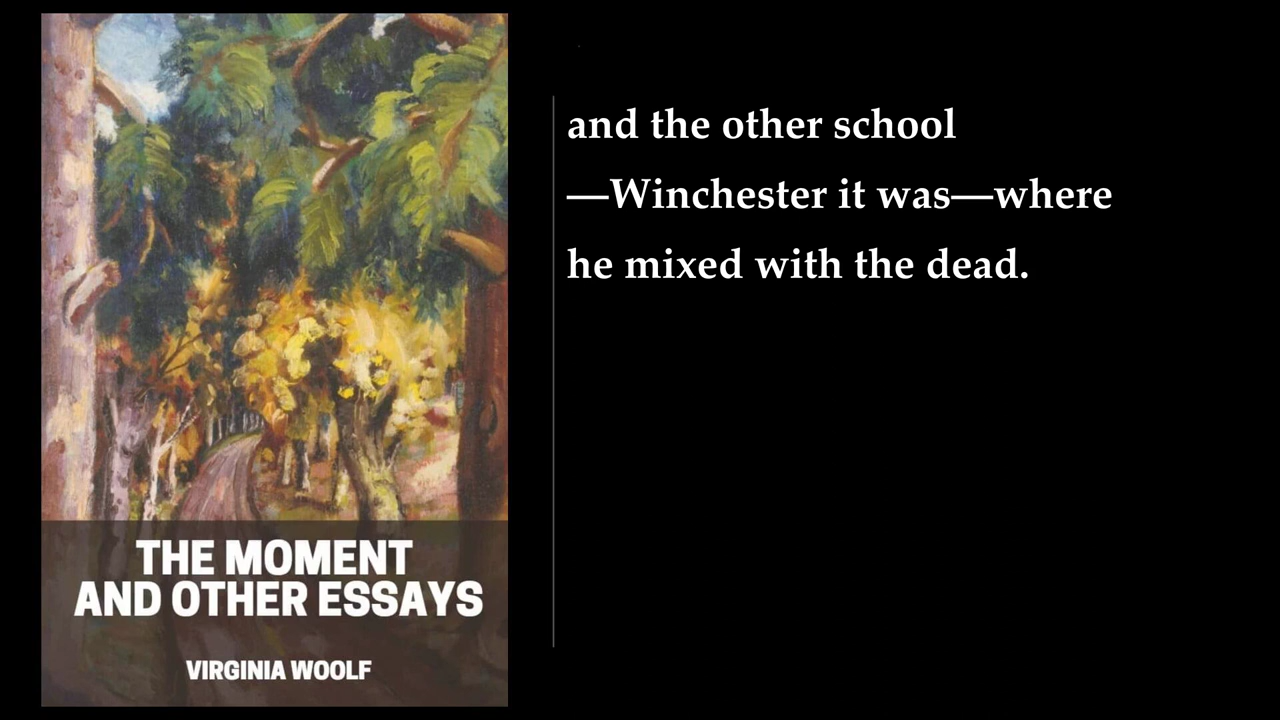 THE MOMENT
AND OTHER ESSAYS
VIRGINIA WOOLF
and the other school
—Winchester it was—where
he mixed with the dead.